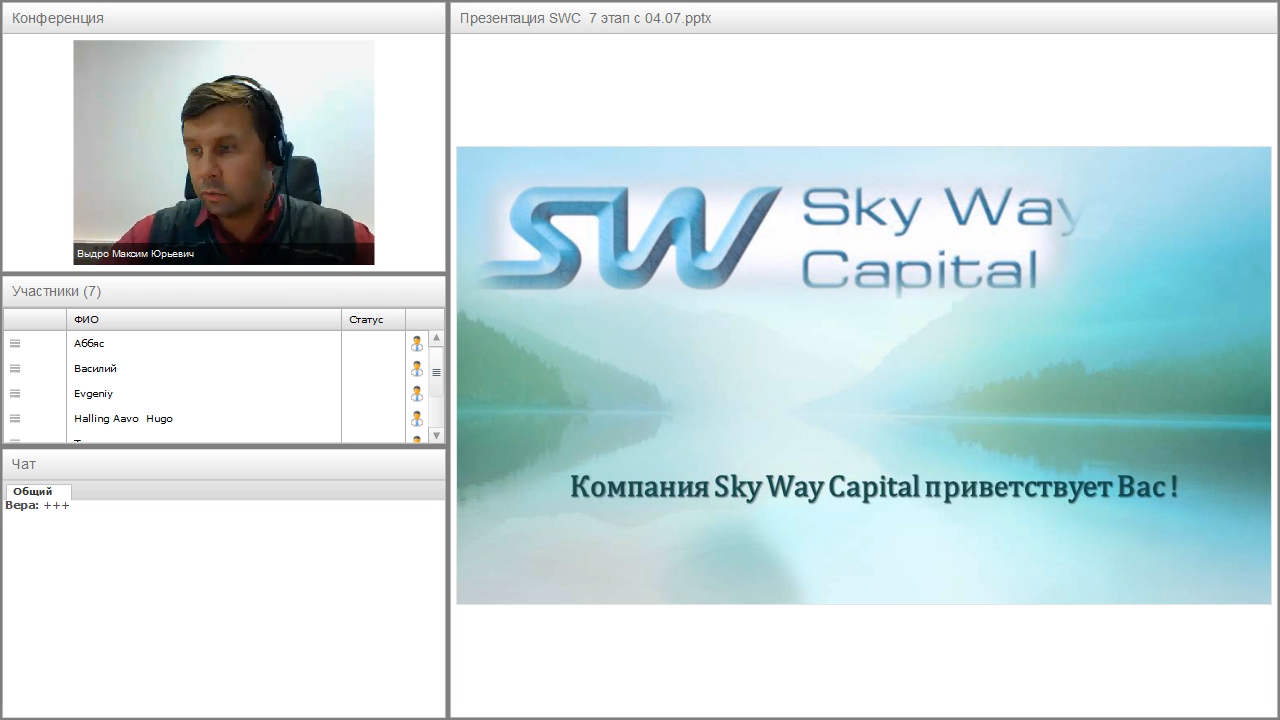 Конференция
Выдро Максим Юрьевич
Участники (7)
ФИО Статус
Аббяс
Василий
Evgeniy
Halling Aavo Hugo
Чат
Общий
Вера: +++
Презентация SWC 7 этап с 04.07.pptx
SW
Sky Way
Capital
Компания Sky Way Capital приветствует Вас !